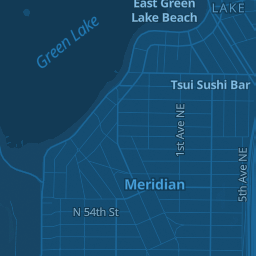 East Green
Lake Beach
LAKE
Green Lake
Tsui Sushi Bar
1st Ave NE
5th Ave NE
Meridian
N 54th St